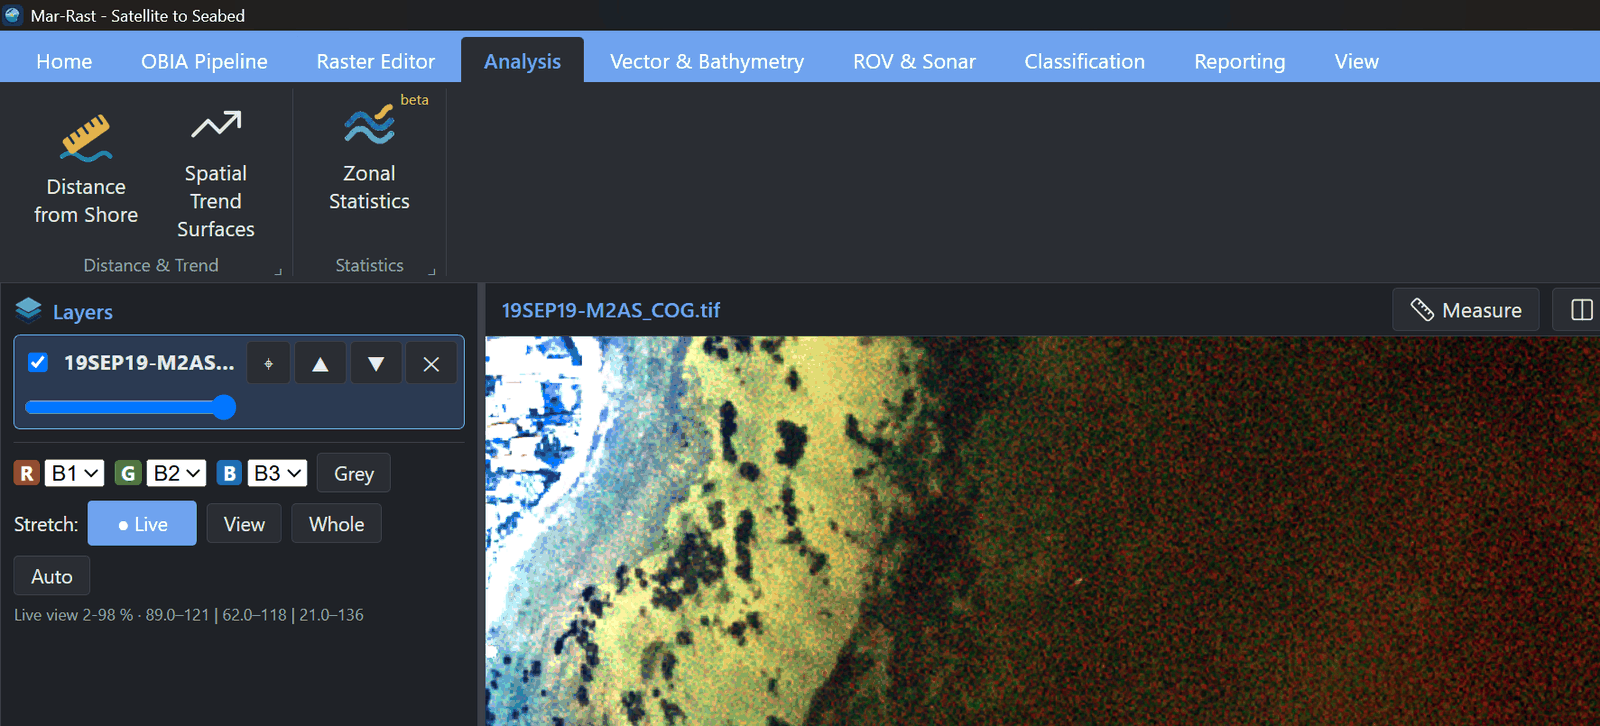 Mar-Rast - Satellite to Seabed
Home OBIA Pipeline Raster Editor Analysis Vector & Bathymetry ROV & Sonar Classification Reporting View
Distance
from Shore
Spatial
Trend
Surfaces
Distance & Trend
beta
Zonal
Statistics
Statistics
Layers
19SEP19-M2AS...
R B1 G B2 B B3 Grey
Stretch: Live View Whole
Auto
Live view 2-98 % · 89.0–121 | 62.0–118 | 21.0–136
19SEP19-M2AS_COG.tif
Measure